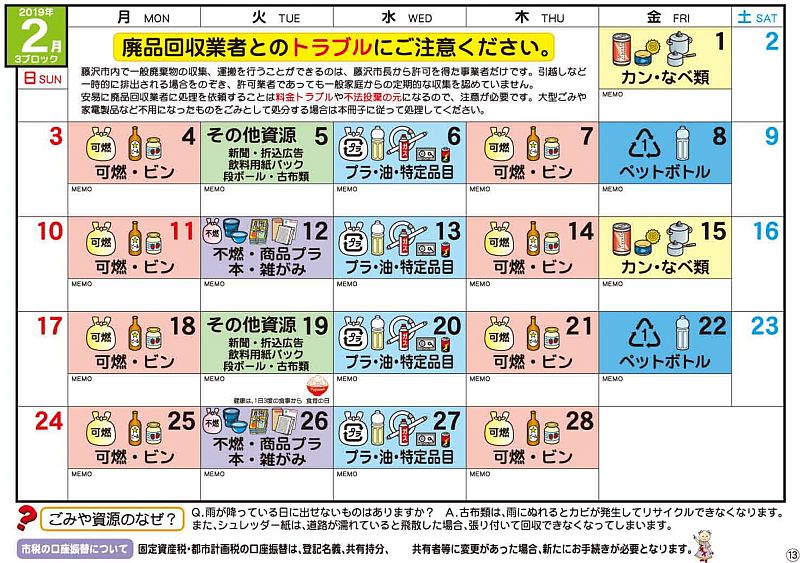 2019年
2月
3ブロック
日 SUN
月 MON
火 TUE
水 WED
木 THU
金 FRI
土 SAT
廃品回収業者とのトラブルにご注意ください。
藤沢市内で一般廃棄物の収集、運搬を行うことができるのは、藤沢市長から許可を得た事業者だけです。引越しなど
一時的に排出される場合をのぞき、許可業者であっても一般家庭からの定期的な収集を認めていません。
安易に廃品回収業者に処理を依頼することは料金トラブルや不法投棄の元になるので、注意が必要です。大型ごみや
家電製品など不用になったものをごみとして処分する場合は本冊子に従って処理してください。
1
カン・なべ類
MEMO
2
3
可燃
4
可燃・ビン
MEMO
その他資源 5
新聞・折込広告
飲料用紙パック
段ボール・古布類
MEMO
プラ
6
プラ・油・特定品目
MEMO
可燃
7
可燃・ビン
MEMO
1
8
ペットボトル
MEMO
9
10
可燃
11
可燃・ビン
MEMO
不燃
12
不燃・商品プラ
本・雑がみ
MEMO
プラ
13
プラ・油・特定品目
MEMO
可燃
14
可燃・ビン
MEMO
15
カン・なべ類
MEMO
16
17
可燃
18
可燃・ビン
MEMO
その他資源 19
新聞・折込広告
飲料用紙パック
段ボール・古布類
MEMO
健康は、1日3度の食事から 食育の日
プラ
20
プラ・油・特定品目
MEMO
可燃
21
可燃・ビン
MEMO
1
22
ペットボトル
MEMO
23
24
可燃
25
可燃・ビン
MEMO
不燃
26
不燃・商品プラ
本・雑がみ
MEMO
プラ
27
プラ・油・特定品目
MEMO
可燃
28
可燃・ビン
MEMO
? ごみや資源のなぜ？
Q.雨が降っている日に出せないものはありますか？ A.古布類は、雨にぬれるとカビが発生してリサイクルできなくなります。
また、シュレッダー紙は、道路が濡れていると飛散した場合、張り付いて回収できなくなってしまいます。
市税の口座振替について
固定資産税・都市計画税の口座振替は、登記名義、共有持分、 共有者等に変更があった場合、新たにお手続きが必要となります。
⑬